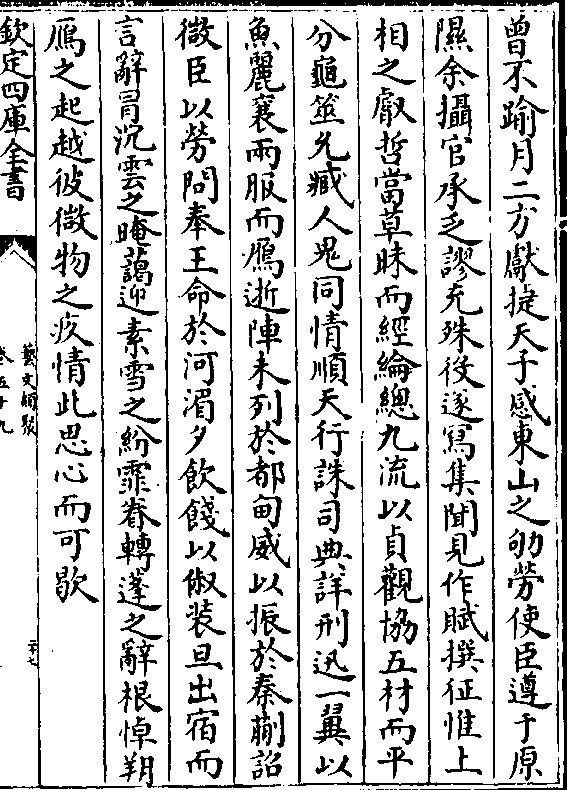 曾不踰月二方獻捷天子感東山之劬勞使臣遵于原
隰余攝官承乏謬充殊役遂寫集聞見作賦撰征惟上
相之叡哲當草昧而經綸總九流以貞觀協五材而平
分龜筮允臧人鬼同情順天行誅司典詳刑迅一翼以
魚麗襄兩服而鴈逝陣未列於都甸威以振於秦蒯詔
微臣以勞問奉王命於河湄夕飲餞以俶装旦出宿而
言辭冐沉雲之晻藹迎素雪之紛霏眷轉蓬之辭根悼朔
鴈之起越彼微物之疚情此思心而可歇
欽定四庫全書
藝文類聚
卷五十九